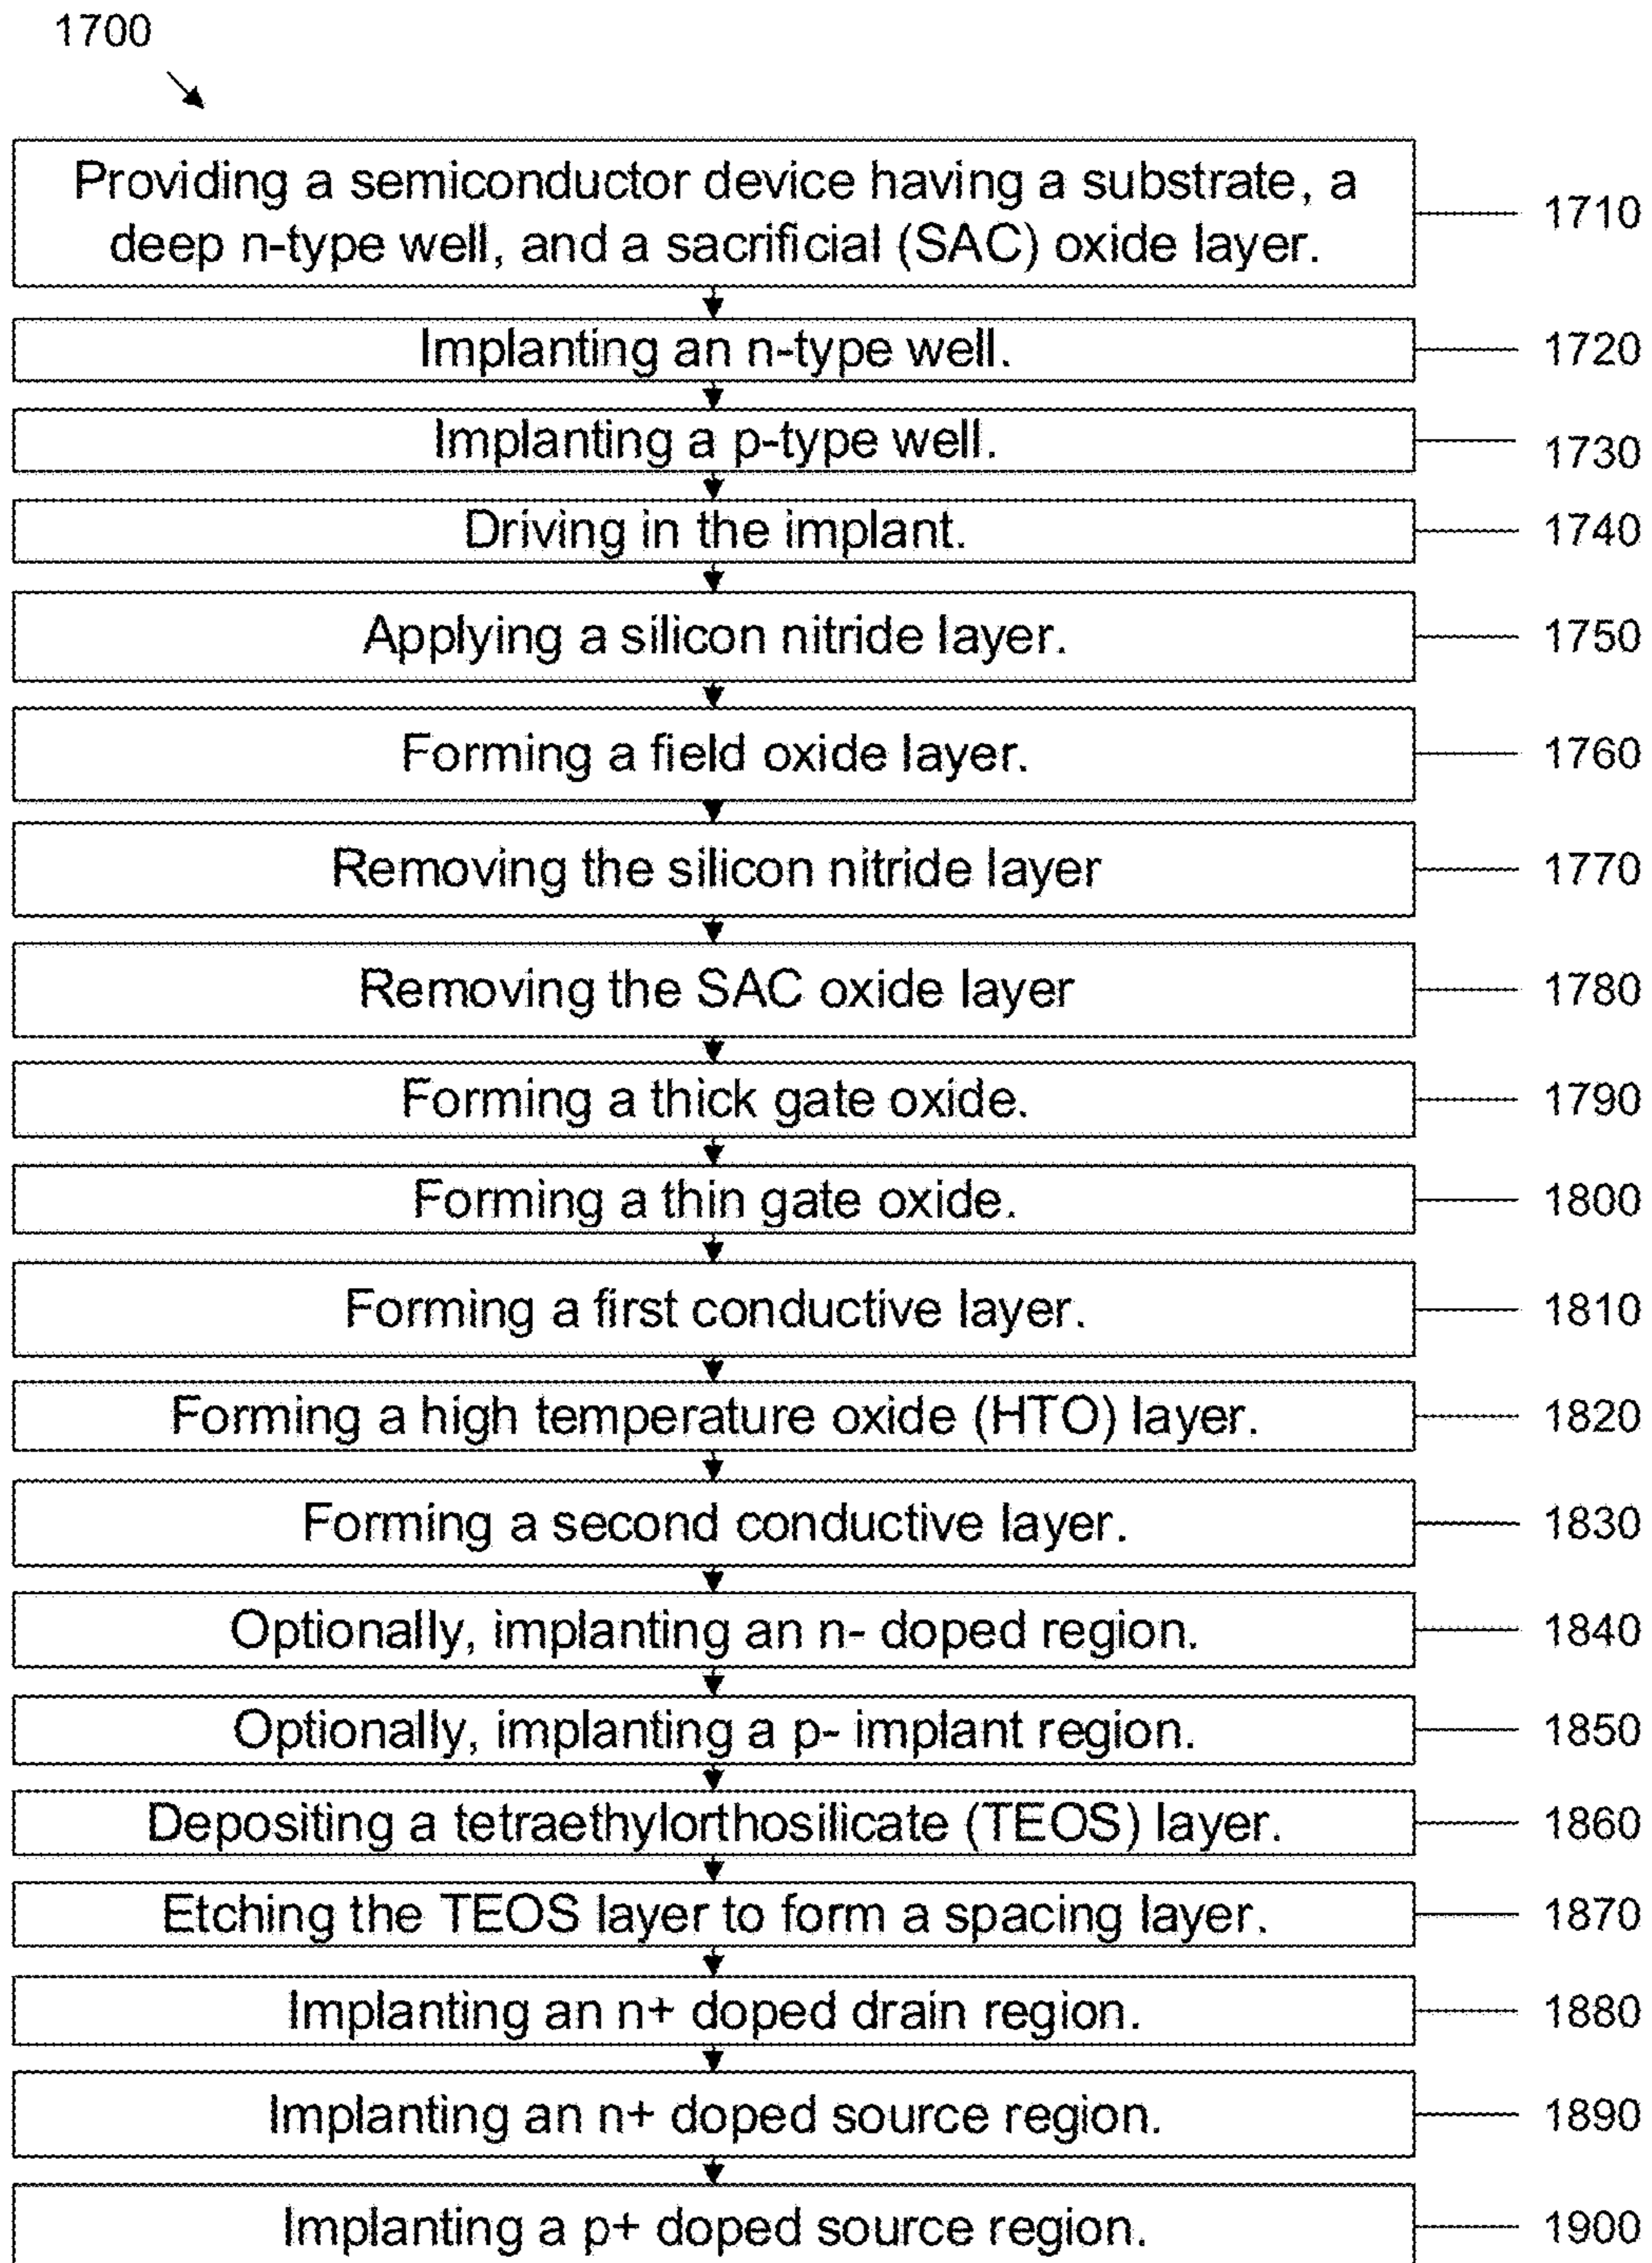 1700
Providing a semiconductor device having a substrate, a
deep n-type well, and a sacrificial (SAC) oxide layer.
1710
Implanting an n-type well.
1720
Implanting a p-type well.
1730
Driving in the implant.
1740
Applying a silicon nitride layer.
1750
Forming a field oxide layer.
1760
Removing the silicon nitride layer
1770
Removing the SAC oxide layer
1780
Forming a thick gate oxide.
1790
Forming a thin gate oxide.
1800
Forming a first conductive layer.
1810
Forming a high temperature oxide (HTO) layer.
1820
Forming a second conductive layer.
1830
Optionally, implanting an n- doped region.
1840
Optionally, implanting a p- implant region.
1850
Depositing a tetraethylorthosilicate (TEOS) layer.
1860
Etching the TEOS layer to form a spacing layer.
1870
Implanting an n+ doped drain region.
1880
Implanting an n+ doped source region.
1890
Implanting a p+ doped source region.
1900